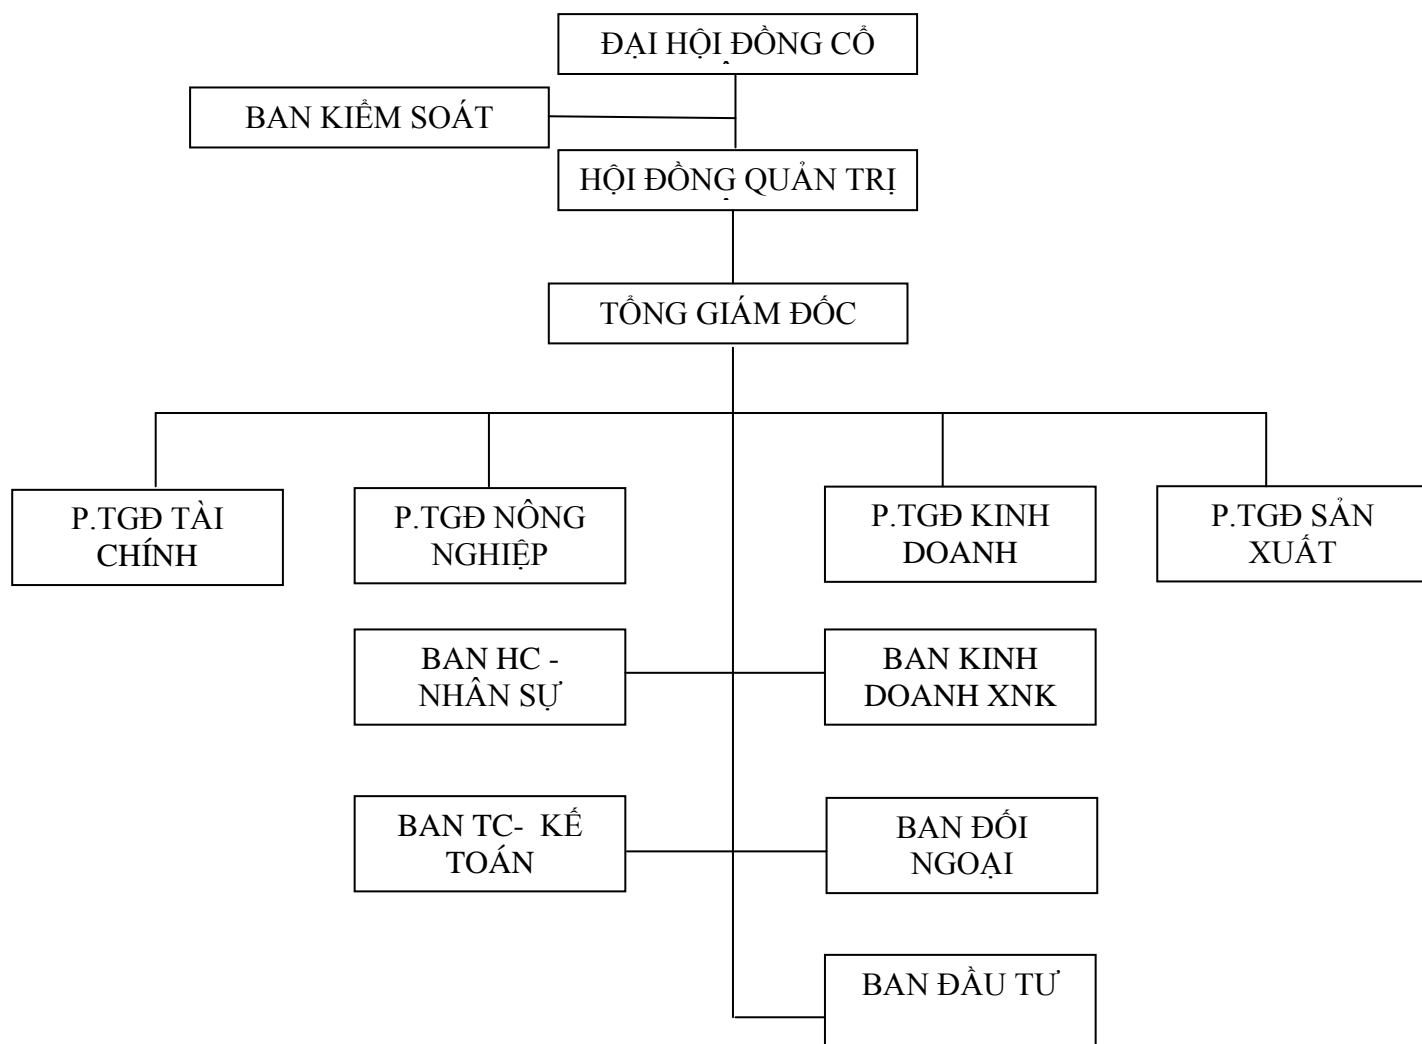 ĐẠI HỘI ĐỒNG CỔ
BAN KIỂM SOÁT
HỘI ĐỒNG QUẢN TRỊ
TỔNG GIÁM ĐỐC
P.TGĐ TÀI
CHÍNH
P.TGĐ NÔNG
NGHIỆP
P.TGĐ KINH
DOANH
P.TGĐ SẢN
XUẤT
BAN HC -
NHÂN SỰ
BAN KINH
DOANH XNK
BAN TC- KẾ
TOÁN
BAN ĐỐI
NGOẠI
BAN ĐẦU TƯ